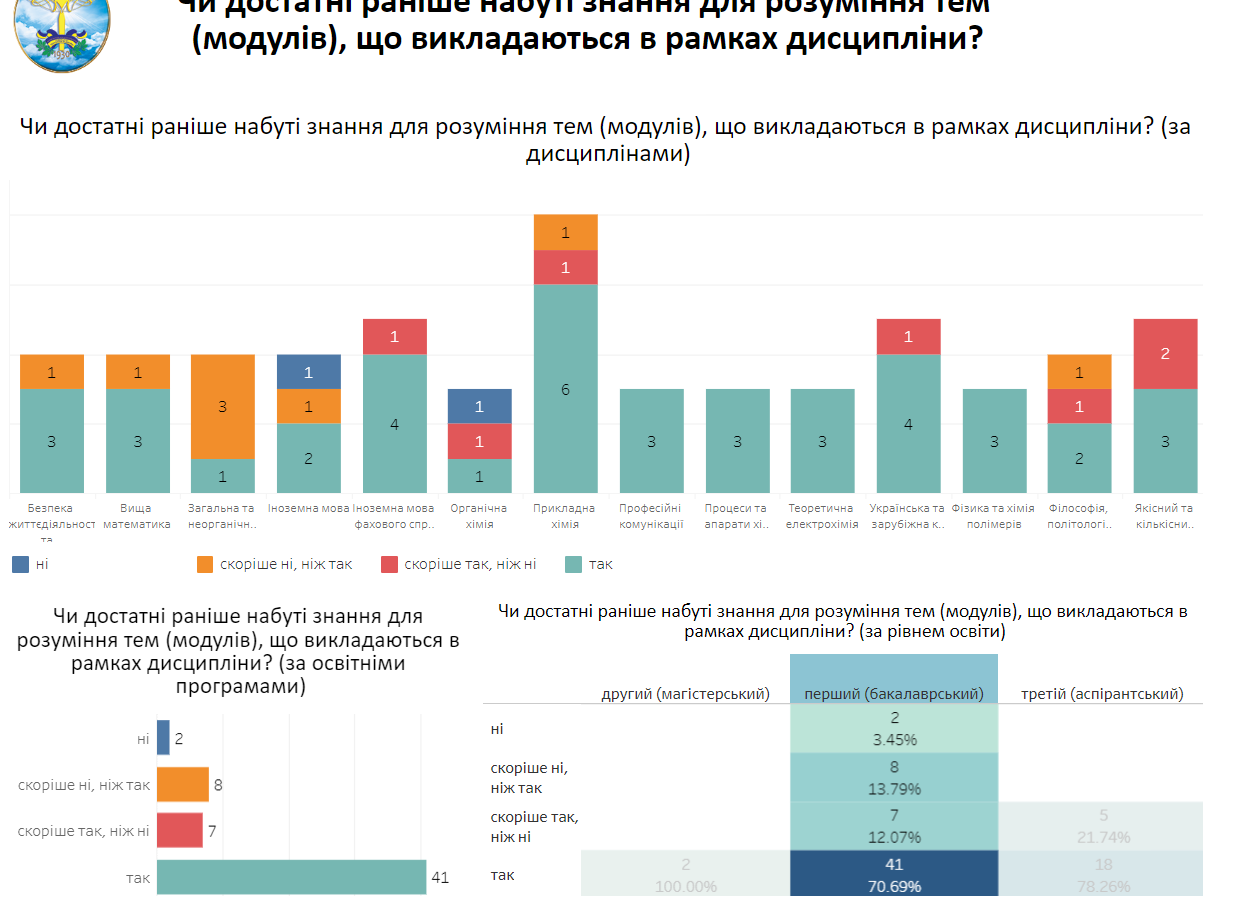 Чи достатні раніше набуті знання для розуміння тем
(модулів), що викладаються в рамках дисципліни?
Чи достатні раніше набуті знання для розуміння тем (модулів), що викладаються в рамках дисципліни? (за
дисциплінами)
1 1 3 1 1 1 1 1 1 2
1 1 1 1
3 3 1 2 4 1 6 3 3 3 4 3 2 3
Безпека життєдіяльност та
Вища математика
Загальна та неорганічн..
Іноземна мова
Іноземна мова фахового спр..
Органічна хімія
Прикладна хімія
Професійні комунікації
Процеси та апарати хі..
Теоретична електрохімія
Українська та зарубіжна к..
Фізика та хімія полімерів
Філософія, політологі..
Якісний та кількісни..
ні
скоріше ні, ніж так
скоріше так, ніж ні
так
Чи достатні раніше набуті знання для
розуміння тем (модулів), що викладаються в
рамках дисципліни? (за освітніми
програмами)
ні 2
скоріше ні, ніж так 8
скоріше так, ніж ні 7
так 41
Чи достатні раніше набуті знання для розуміння тем (модулів), що викладаються в
рамках дисципліни? (за рівнем освіти)
другий (магістерський) перший (бакалаврський) третій (аспірантський)
ні 2
3.45%
скоріше ні, 8
ніж так 13.79%
скоріше так, 7 5
ніж ні 12.07% 21.74%
так 2 41 18
100.00% 70.69% 78.26%